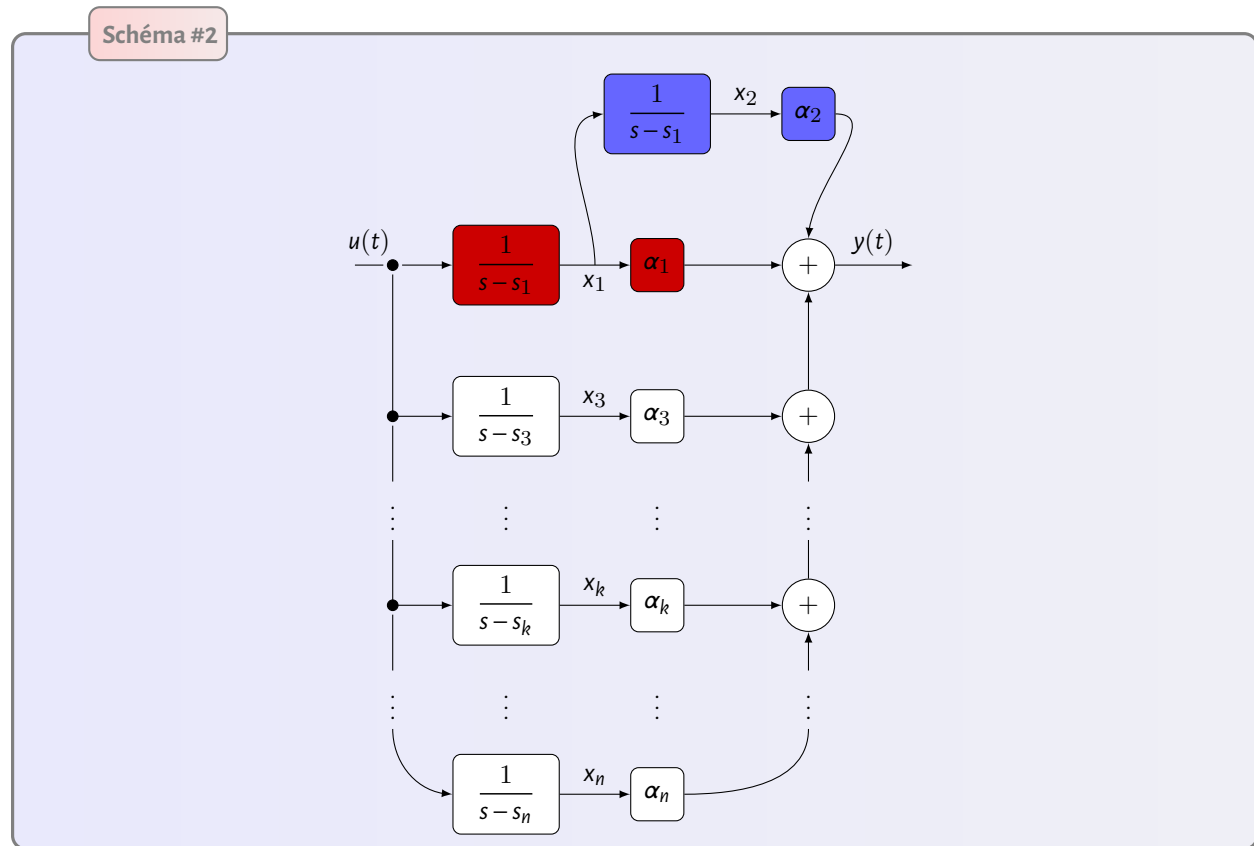 Schéma #2
1
s − s₁
x₂
α₂
u(t)
1
s − s₁
x₁
α₁
+
y(t)
1
s − s₃
x₃
α₃
+
⋮ ⋮ ⋮ ⋮
1
s − sₖ
xₖ
αₖ
+
⋮ ⋮ ⋮ ⋮
1
s − sₙ
xₙ
αₙ